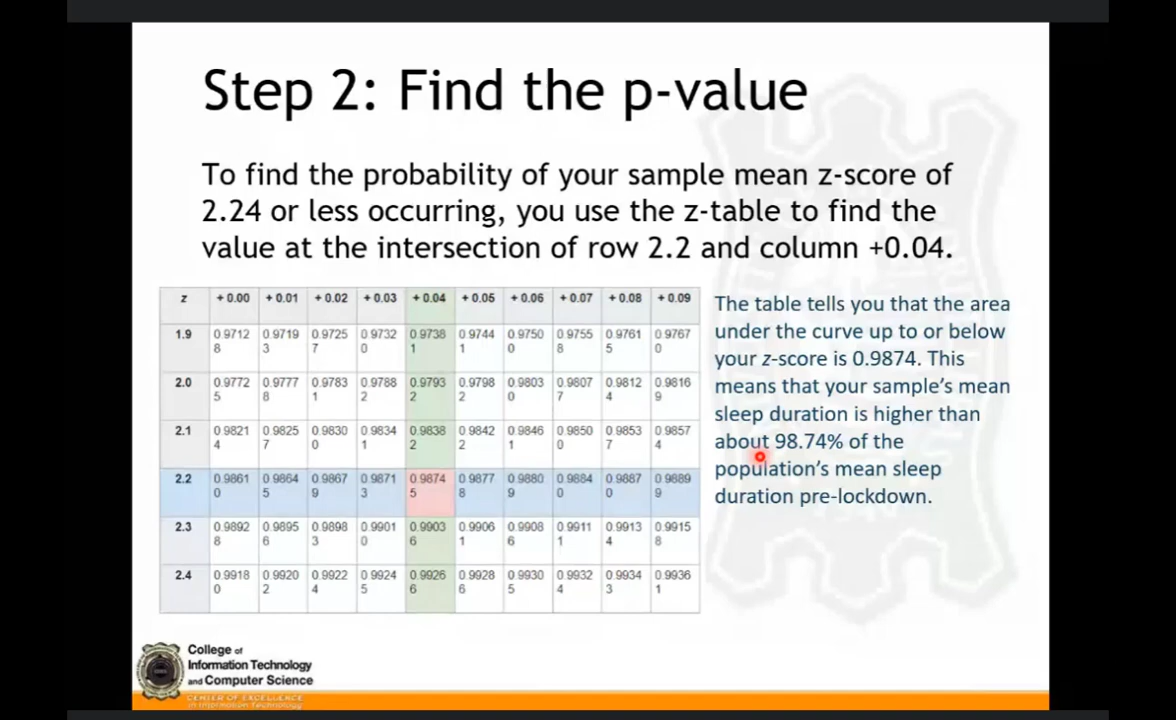 Step 2: Find the p-value
To find the probability of your sample mean z-score of
2.24 or less occurring, you use the z-table to find the
value at the intersection of row 2.2 and column +0.04.
z + 0.00 + 0.01 + 0.02 + 0.03 + 0.04 + 0.05 + 0.06 + 0.07 + 0.08 + 0.09
1.9 0.97128 0.97193 0.97257 0.97320 0.97381 0.97441 0.97500 0.97558 0.97615 0.97670
2.0 0.97725 0.97778 0.97831 0.97882 0.97932 0.97982 0.98030 0.98077 0.98124 0.98169
2.1 0.98214 0.98257 0.98300 0.98341 0.98382 0.98422 0.98461 0.98500 0.98537 0.98574
2.2 0.98610 0.98645 0.98679 0.98713 0.98745 0.98778 0.98809 0.98840 0.98870 0.98899
2.3 0.98928 0.98956 0.98983 0.99010 0.99036 0.99061 0.99086 0.99111 0.99134 0.99158
2.4 0.99180 0.99202 0.99224 0.99245 0.99266 0.99286 0.99305 0.99324 0.99343 0.99361
The table tells you that the area
under the curve up to or below
your z-score is 0.9874. This
means that your sample's mean
sleep duration is higher than
about 98.74% of the
population's mean sleep
duration pre-lockdown.
College of
Information Technology
and Computer Science
CENTER OF EXCELLENCE
in Information Technology